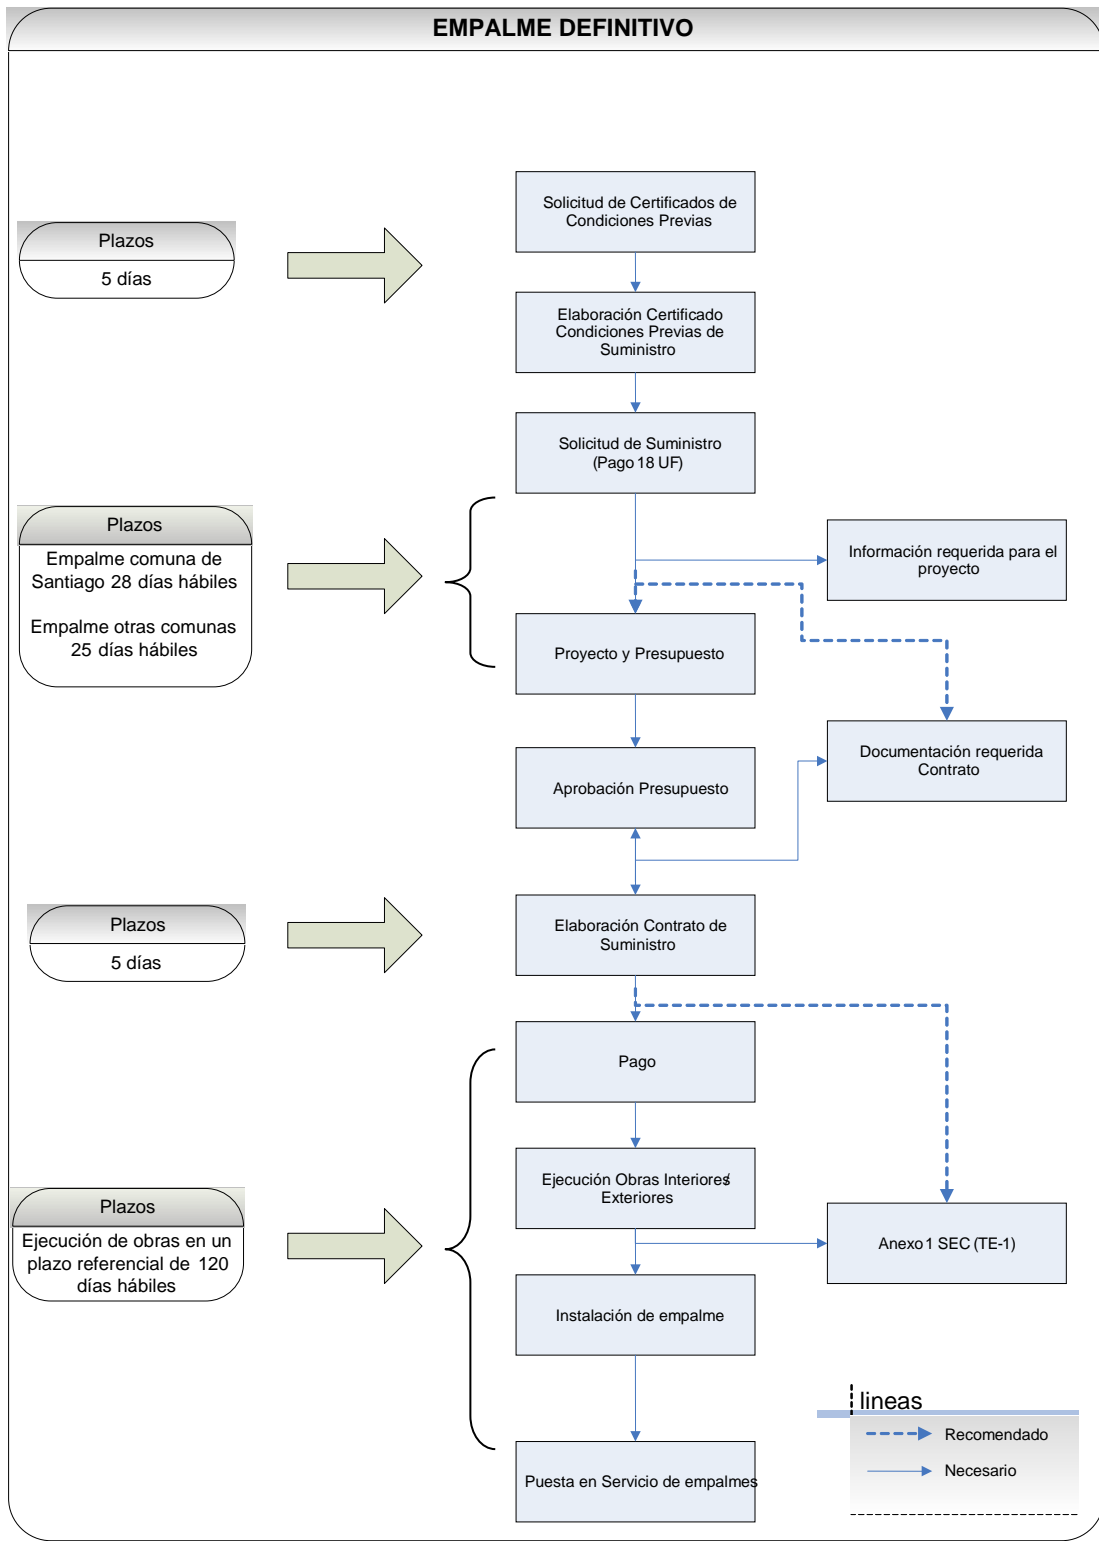 EMPALME DEFINITIVO
Solicitud de Certificados de
Condiciones Previas
Plazos
5 días
Elaboración Certificado
Condiciones Previas de
Suministro
Solicitud de Suministro
(Pago 18 UF)
Plazos
Empalme comuna de
Santiago 28 días hábiles
Empalme otras comunas
25 días hábiles
Información requerida para el
proyecto
Proyecto y Presupuesto
Documentación requerida
Contrato
Aprobación Presupuesto
Plazos
5 días
Elaboración Contrato de
Suministro
Pago
Ejecución Obras Interiores/
Exteriores
Plazos
Ejecución de obras en un
plazo referencial de 120
días hábiles
Anexo 1 SEC (TE-1)
Instalación de empalme
Puesta en Servicio de empalmes
lineas
Recomendado
Necesario